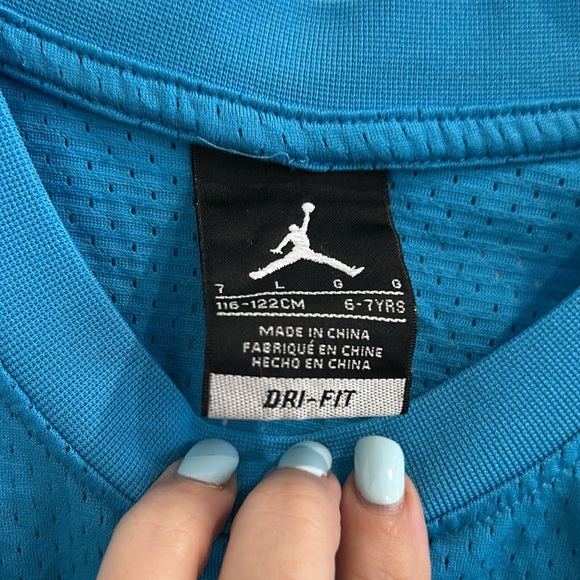 7 L G G
116-122CM 6-7YRS
MADE IN CHINA
FABRIQUÉ EN CHINE
HECHO EN CHINA
DRI-FIT